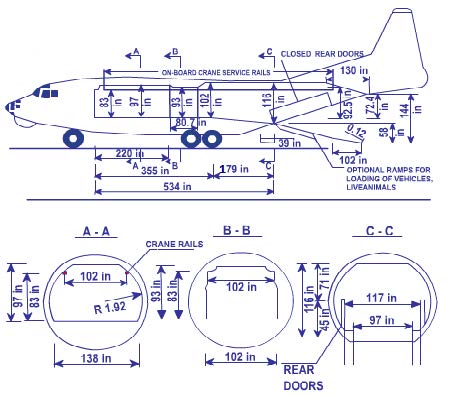 A B C
CLOSED REAR DOORS
ON-BOARD CRANE SERVICE RAILS
130 in
83 in
97 in
93 in
102 in
116 in
92.5 in
72.4 in
144 in
80.7 in
0.12
58 in
39 in
220 in
A B C
102 in
355 in
179 in
OPTIONAL RAMPS FOR
LOADING OF VEHICLES,
LIVEANIMALS
534 in
A - A
B - B
C - C
CRANE RAILS
97 in
83 in
102 in
R 1.92
138 in
93 in
83 in
102 in
102 in
116 in
71 in
45 in
117 in
97 in
REAR
DOORS